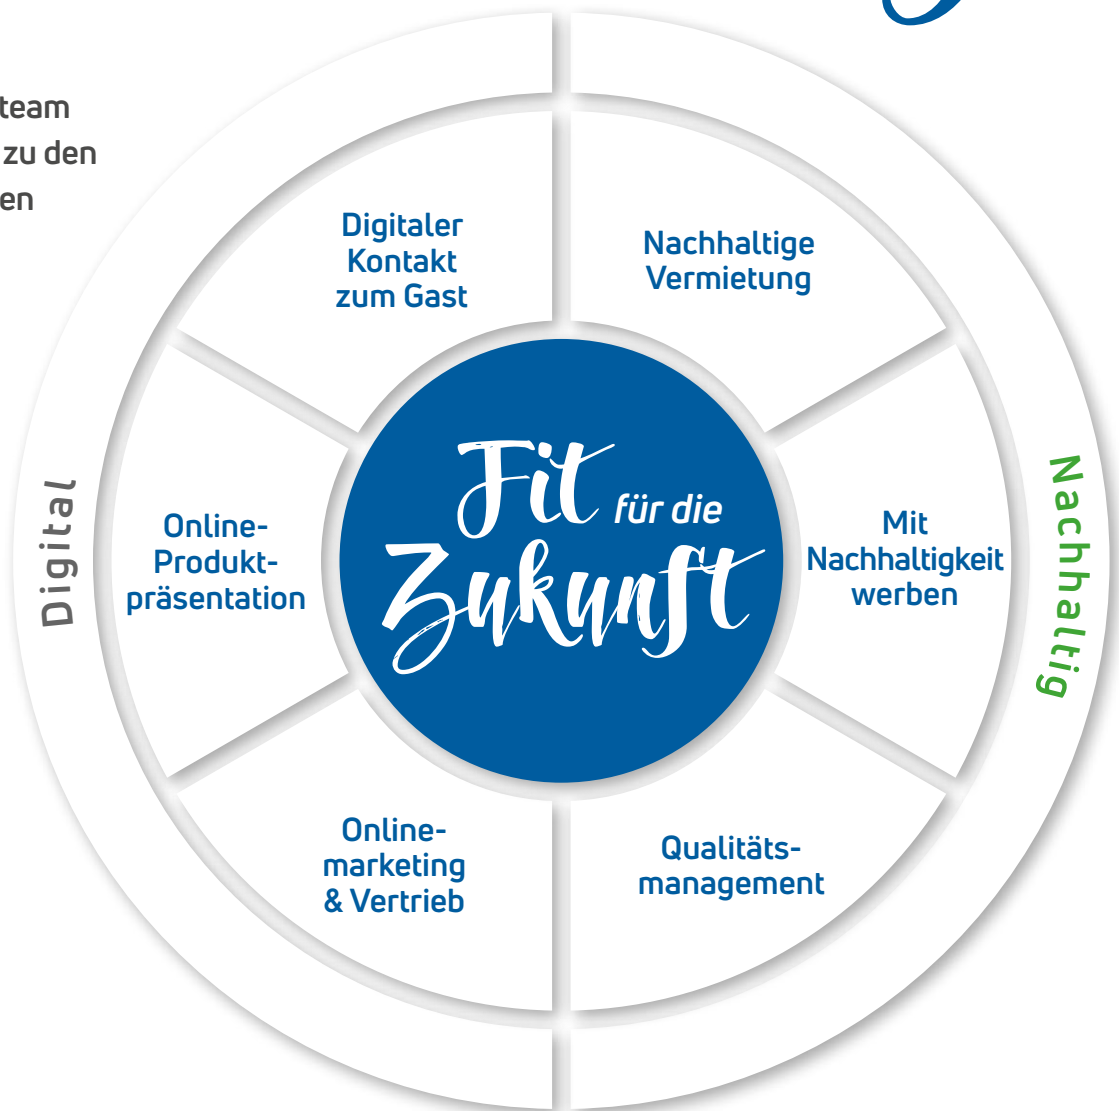 team
zu den
en
Digitaler
Kontakt
zum Gast
Nachhaltige
Vermietung
Digital
Online-
Produkt-
präsentation
Fit für die
Zukunft
Mit
Nachhaltigkeit
werben
Nachhaltig
Online-
marketing
& Vertrieb
Qualitäts-
management